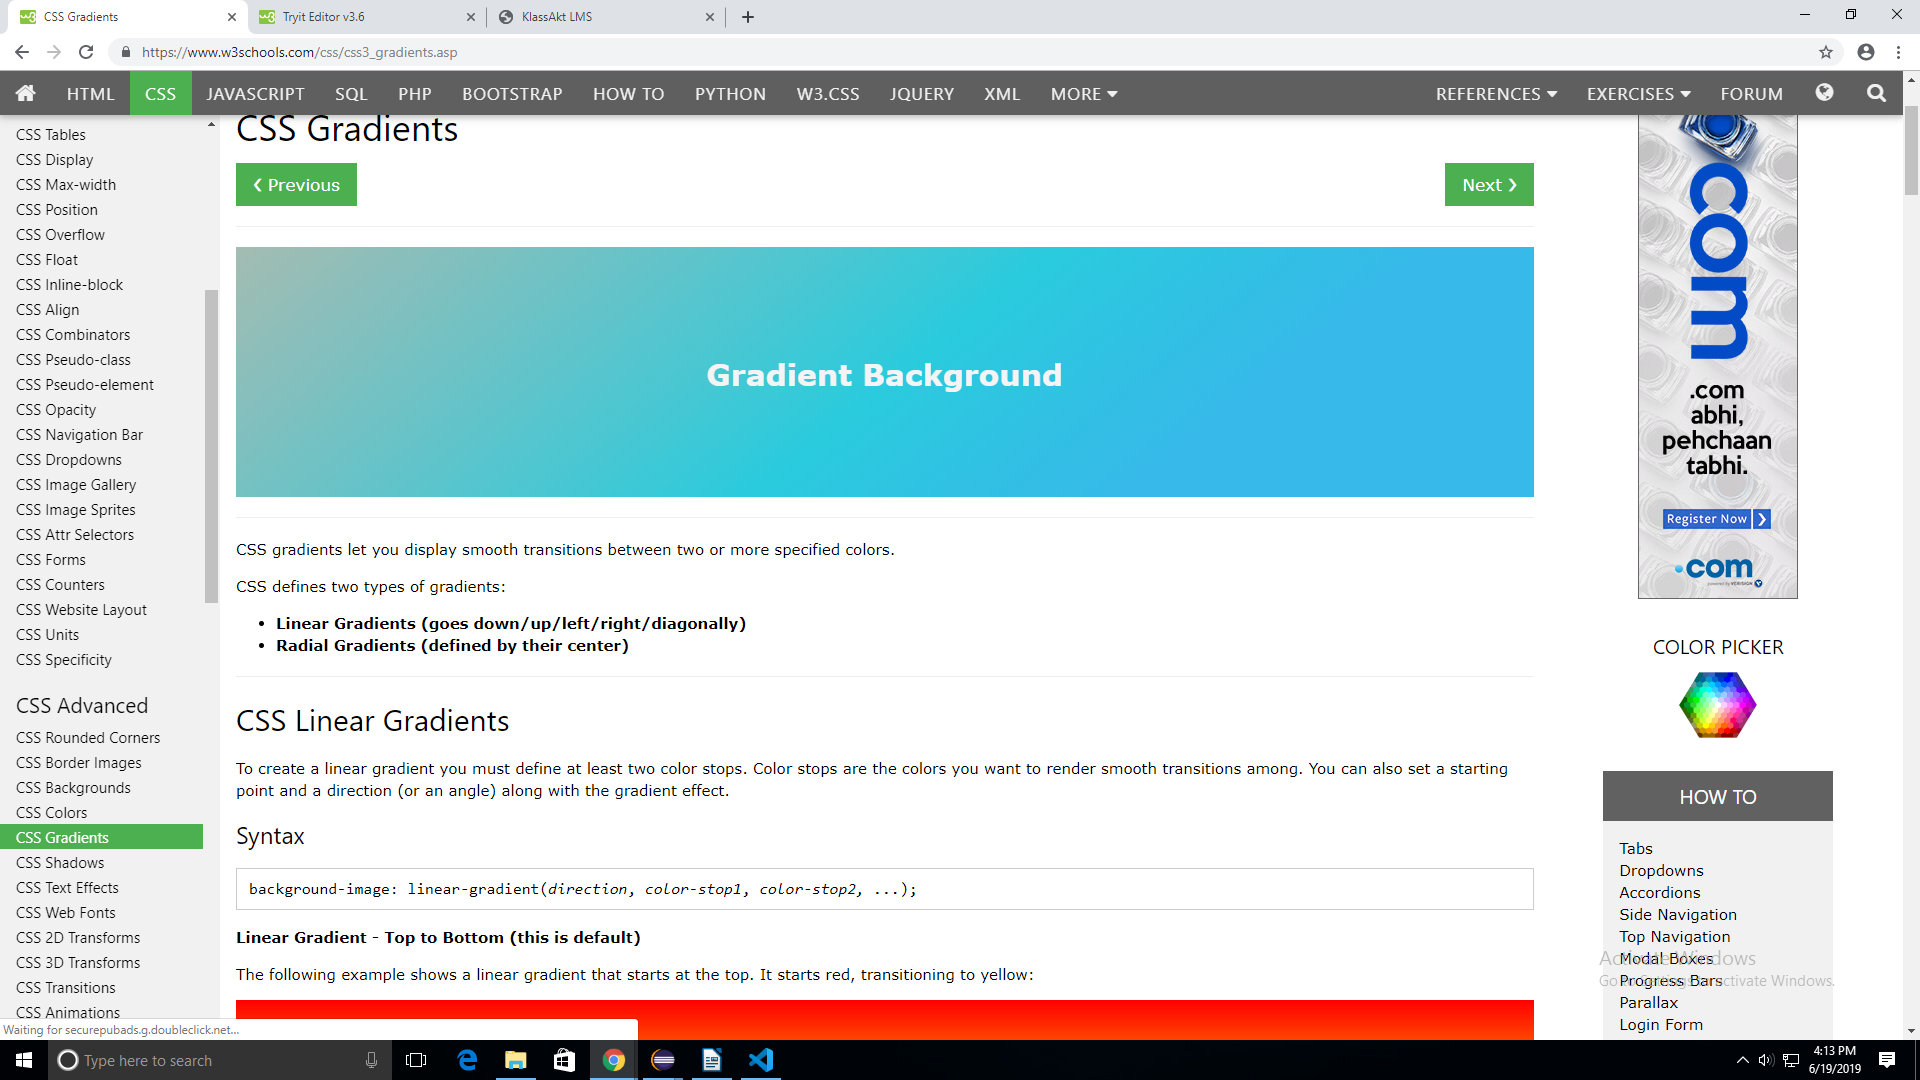 CSS Gradients
Tryit Editor v3.6
KlassAkt LMS
https://www.w3schools.com/css/css3_gradients.asp
HTML CSS JAVASCRIPT SQL PHP BOOTSTRAP HOW TO PYTHON W3.CSS JQUERY XML MORE REFERENCES EXERCISES FORUM
CSS Tables
CSS Display
CSS Max-width
CSS Position
CSS Overflow
CSS Float
CSS Inline-block
CSS Align
CSS Combinators
CSS Pseudo-class
CSS Pseudo-element
CSS Opacity
CSS Navigation Bar
CSS Dropdowns
CSS Image Gallery
CSS Image Sprites
CSS Attr Selectors
CSS Forms
CSS Counters
CSS Website Layout
CSS Units
CSS Specificity
CSS Advanced
CSS Rounded Corners
CSS Border Images
CSS Backgrounds
CSS Colors
CSS Gradients
CSS Shadows
CSS Text Effects
CSS Web Fonts
CSS 2D Transforms
CSS 3D Transforms
CSS Transitions
CSS Animations
Waiting for securepubads.g.doubleclick.net...
CSS Gradients
❮ Previous
Next ❯
Gradient Background
CSS gradients let you display smooth transitions between two or more specified colors.
CSS defines two types of gradients:
• Linear Gradients (goes down/up/left/right/diagonally)
• Radial Gradients (defined by their center)
CSS Linear Gradients
To create a linear gradient you must define at least two color stops. Color stops are the colors you want to render smooth transitions among. You can also set a starting
point and a direction (or an angle) along with the gradient effect.
Syntax
background-image: linear-gradient(direction, color-stop1, color-stop2, ...);
Linear Gradient - Top to Bottom (this is default)
The following example shows a linear gradient that starts at the top. It starts red, transitioning to yellow:
com
.com
abhi,
pehchaan
tabhi.
Register Now ❯
.com
powered by VERISIGN
COLOR PICKER
HOW TO
Tabs
Dropdowns
Accordions
Side Navigation
Top Navigation
Modal Boxes
Progress Bars
Parallax
Login Form
Activate Windows
Go to Settings to activate Windows.
Type here to search
4:13 PM
6/19/2019